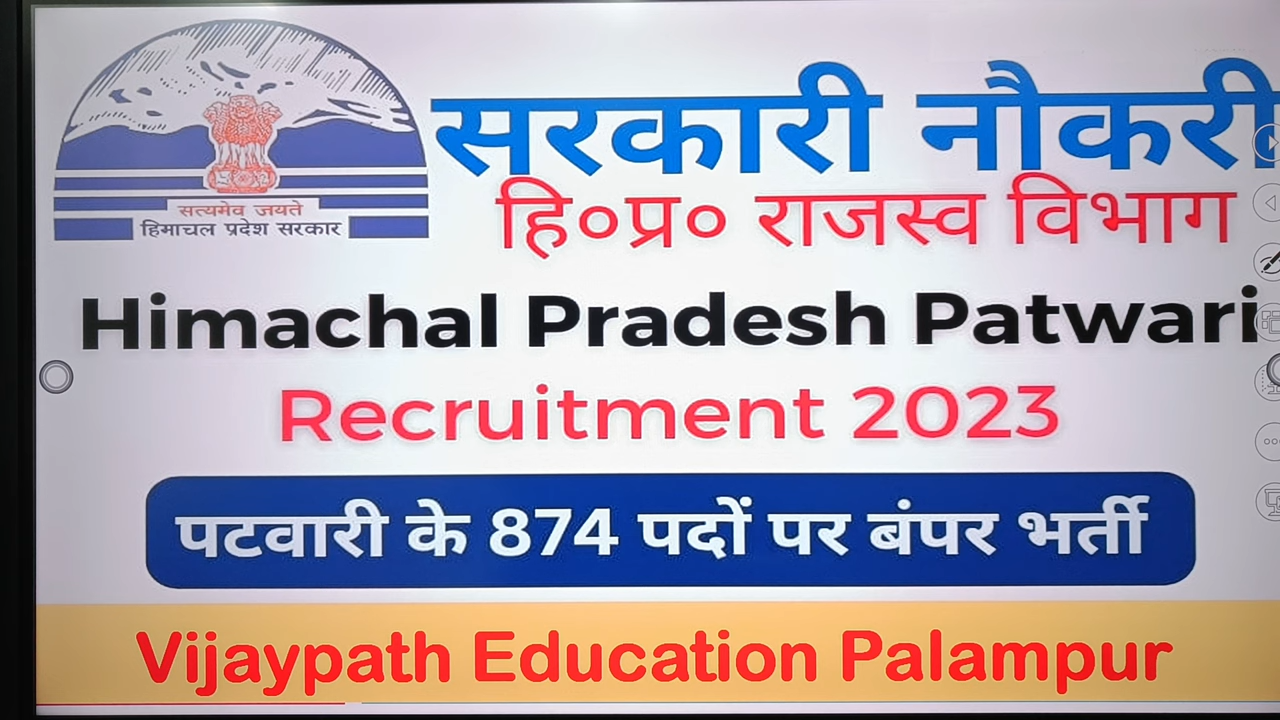 सरकारी नौकरी
हि०प्र० राजस्व विभाग
सत्यमेव जयते
हिमाचल प्रदेश सरकार
Himachal Pradesh Patwari
Recruitment 2023
पटवारी के 874 पदों पर बंपर भर्ती
Vijaypath Education Palampur